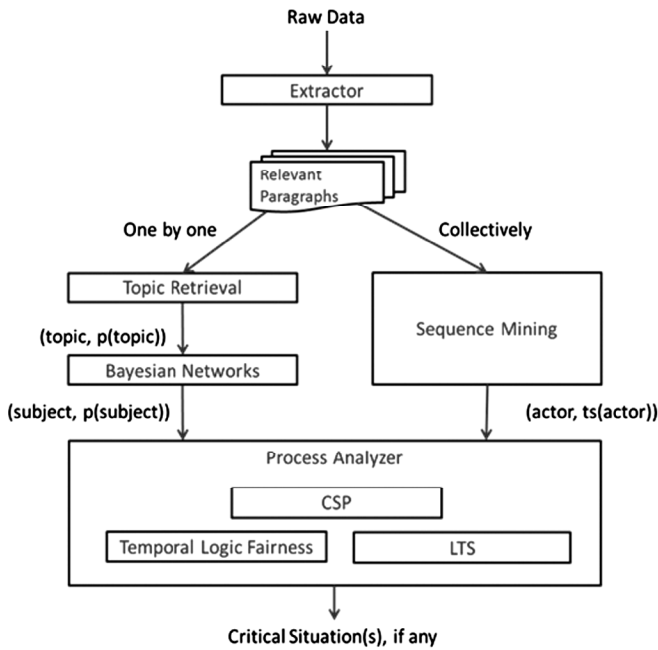 Raw Data
Extractor
Relevant
Paragraphs
One by one
Collectively
Topic Retrieval
Sequence Mining
(topic, p(topic))
Bayesian Networks
(subject, p(subject))
(actor, ts(actor))
Process Analyzer
CSP
Temporal Logic Fairness
LTS
Critical Situation(s), if any